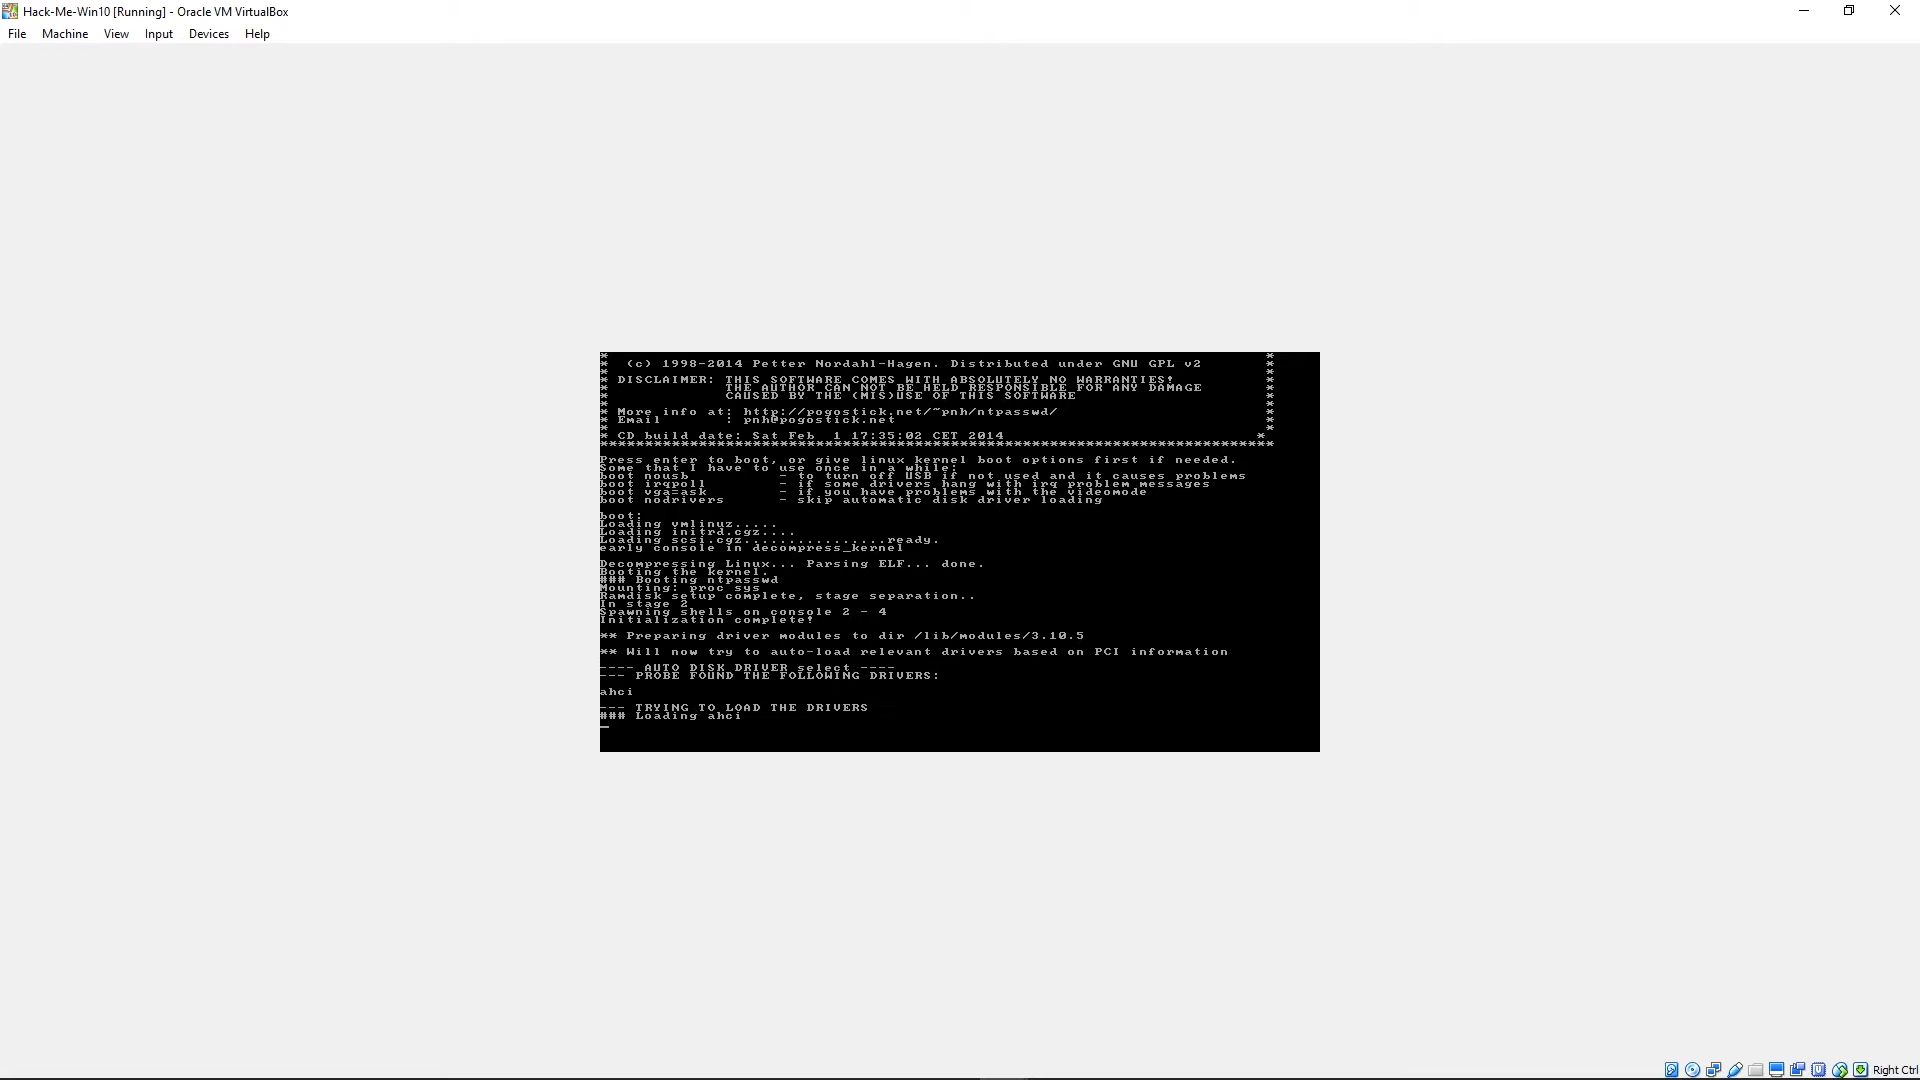 Hack-Me-Win10 [Running] - Oracle VM VirtualBox
File Machine View Input Devices Help
* *
* (c) 1998-2014 Petter Nordahl-Hagen. Distributed under GNU GPL v2 *
* *
* DISCLAIMER: THIS SOFTWARE COMES WITH ABSOLUTELY NO WARRANTIES! *
* THE AUTHOR CAN NOT BE HELD RESPONSIBLE FOR ANY DAMAGE *
* CAUSED BY THE (MIS)USE OF THIS SOFTWARE *
* *
* More info at: http://pogostick.net/~pnh/ntpasswd/ *
* Email : pnh@pogostick.net *
* *
* CD build date: Sat Feb 1 17:35:02 CET 2014 *
***************************************************************************
Press enter to boot, or give linux kernel boot options first if needed.
Some that I have to use once in a while:
boot nousb - to turn off USB if not used and it causes problems
boot irqpoll - if some drivers hang with irq problem messages
boot vga=ask - if you have problems with the videomode
boot nodrivers - skip automatic disk driver loading
boot:
Loading vmlinuz.....
Loading initrd.cgz....
Loading scsi.cgz................ready.
early console in decompress_kernel
Decompressing Linux... Parsing ELF... done.
Booting the kernel.
### Booting ntpasswd
Mounting: proc sys
Ramdisk setup complete, stage separation..
In stage 2
Spawning shells on console 2 - 4
Initialization complete!
** Preparing driver modules to dir /lib/modules/3.10.5
** Will now try to auto-load relevant drivers based on PCI information
---- AUTO DISK DRIVER select ----
--- PROBE FOUND THE FOLLOWING DRIVERS:
ahci
--- TRYING TO LOAD THE DRIVERS
### Loading ahci
_
Right Ctrl